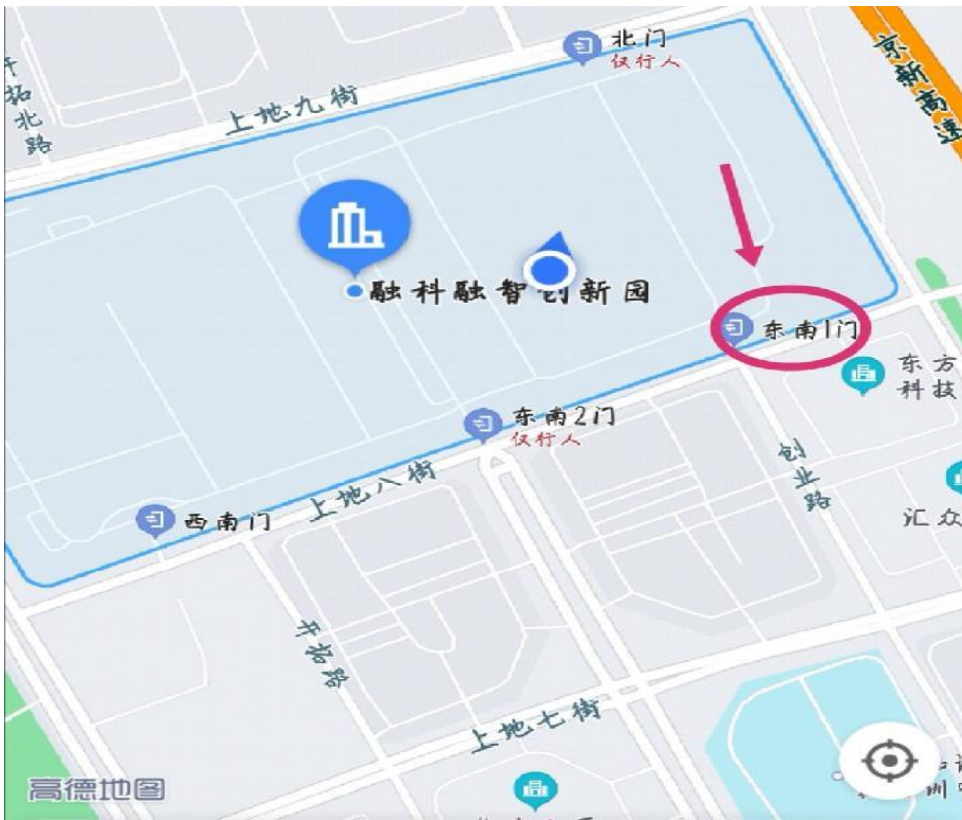 北门
仅行人
京新高速
开拓北路
上地九街
融科融智创新园
东南1门
东方
科技
东南2门
仅行人
创业路
上地八街
西南门
汇众
开拓路
上地七街
高德地图